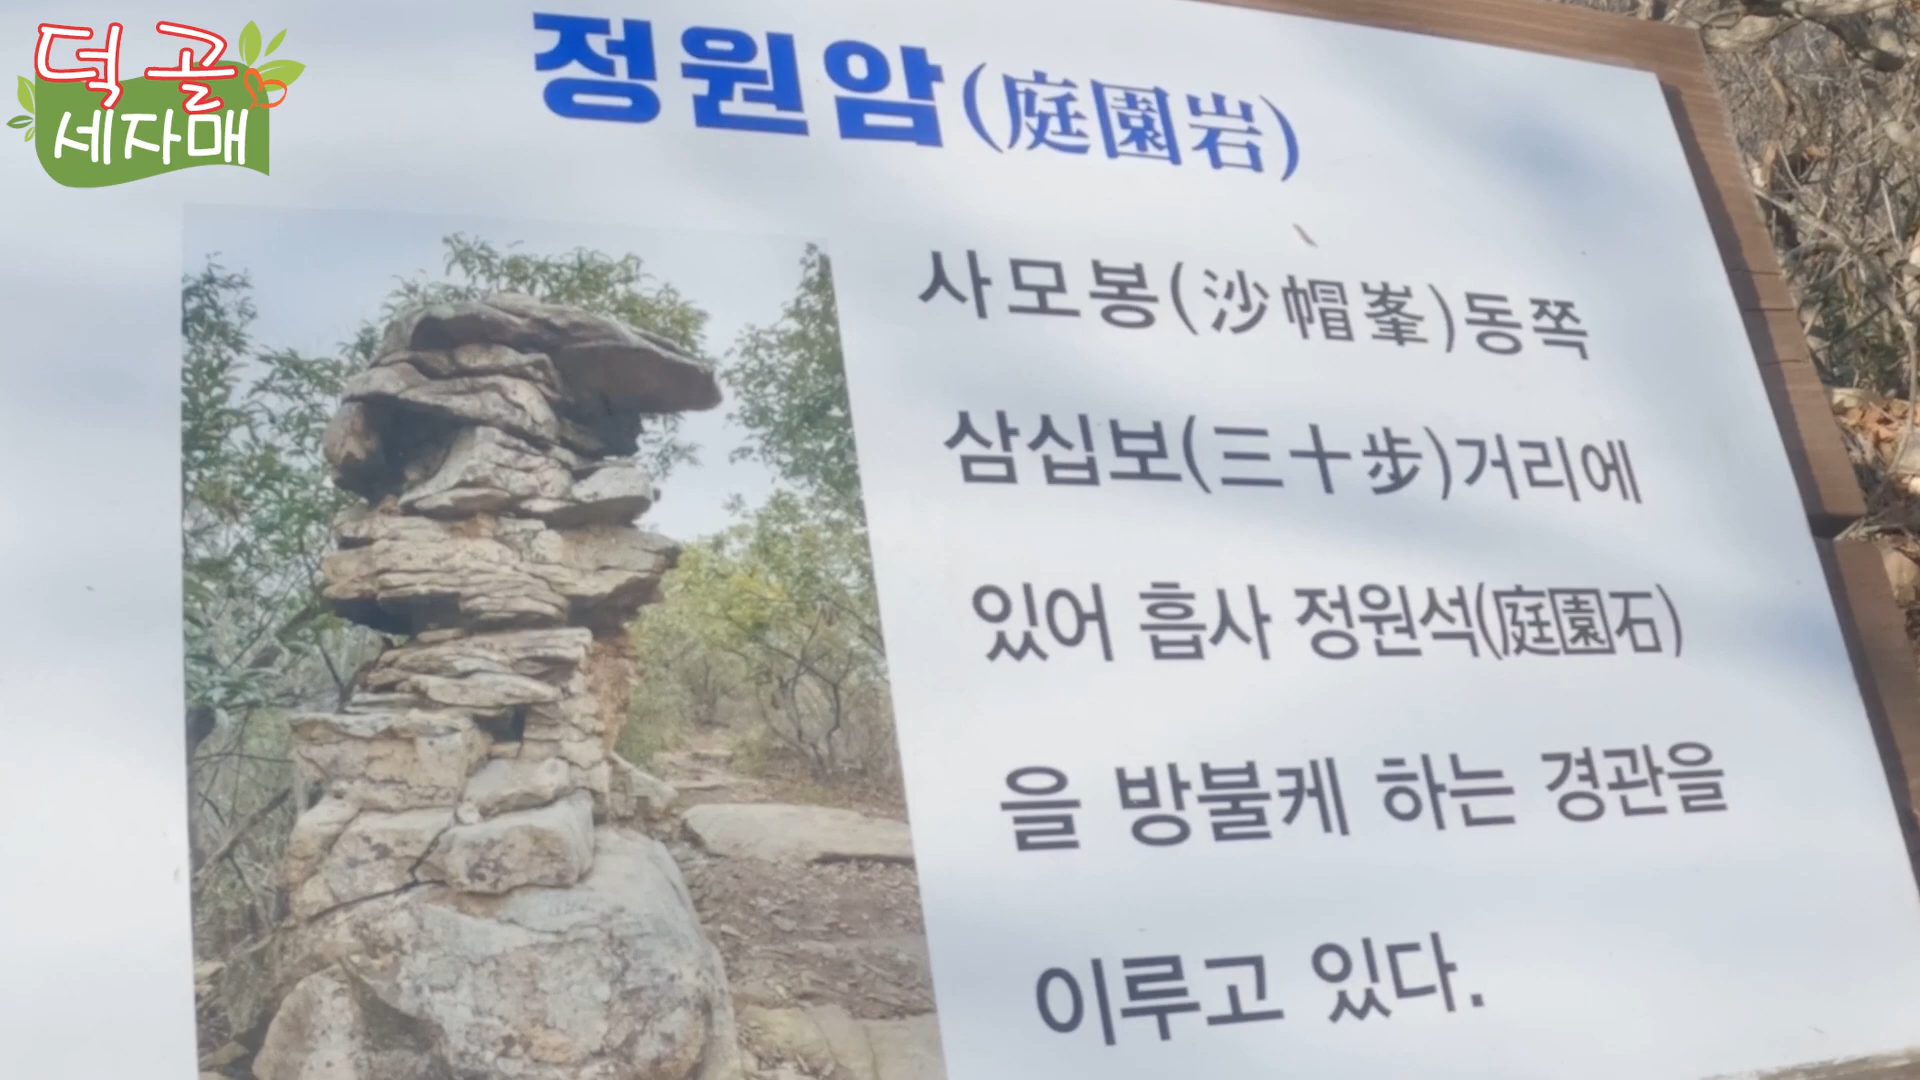 덕골
세자매
정원암(庭園岩)
사모봉(沙帽峯)동쪽
삼십보(三十步)거리에
있어 흡사 정원석(庭園石)
을 방불케 하는 경관을
이루고 있다.